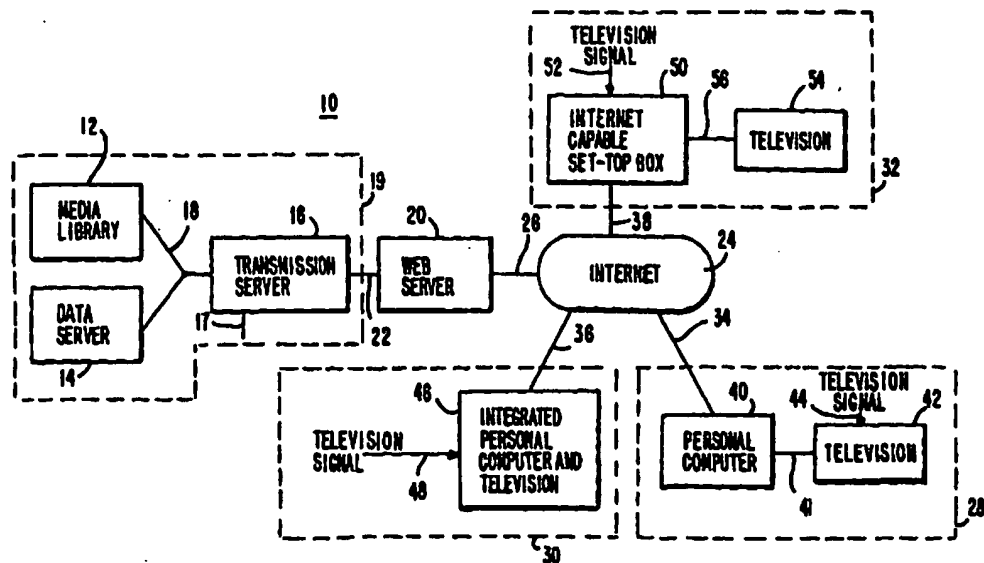 TELEVISION
SIGNAL
52
50
56
54
INTERNET
CAPABLE
SET-TOP BOX
TELEVISION
32
10
12
MEDIA
LIBRARY
18
19
16
TRANSMISSION
SERVER
17
DATA
SERVER
14
20
WEB
SERVER
22
26
38
24
INTERNET
36
34
46
TELEVISION
SIGNAL
48
INTEGRATED
PERSONAL
COMPUTER AND
TELEVISION
30
40
PERSONAL
COMPUTER
41
TELEVISION
SIGNAL
44
42
TELEVISION
28